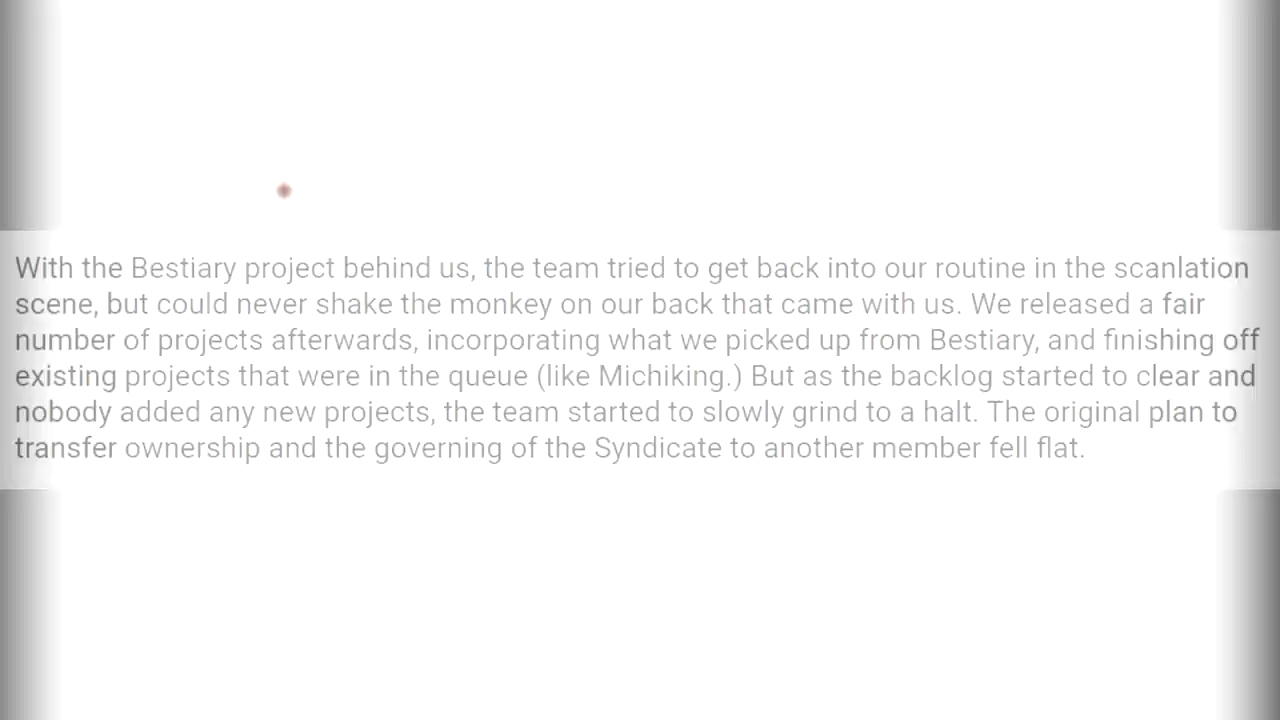 With the Bestiary project behind us, the team tried to get back into our routine in the scanlation
scene, but could never shake the monkey on our back that came with us. We released a fair
number of projects afterwards, incorporating what we picked up from Bestiary, and finishing off
existing projects that were in the queue (like Michiking.) But as the backlog started to clear and
nobody added any new projects, the team started to slowly grind to a halt. The original plan to
transfer ownership and the governing of the Syndicate to another member fell flat.